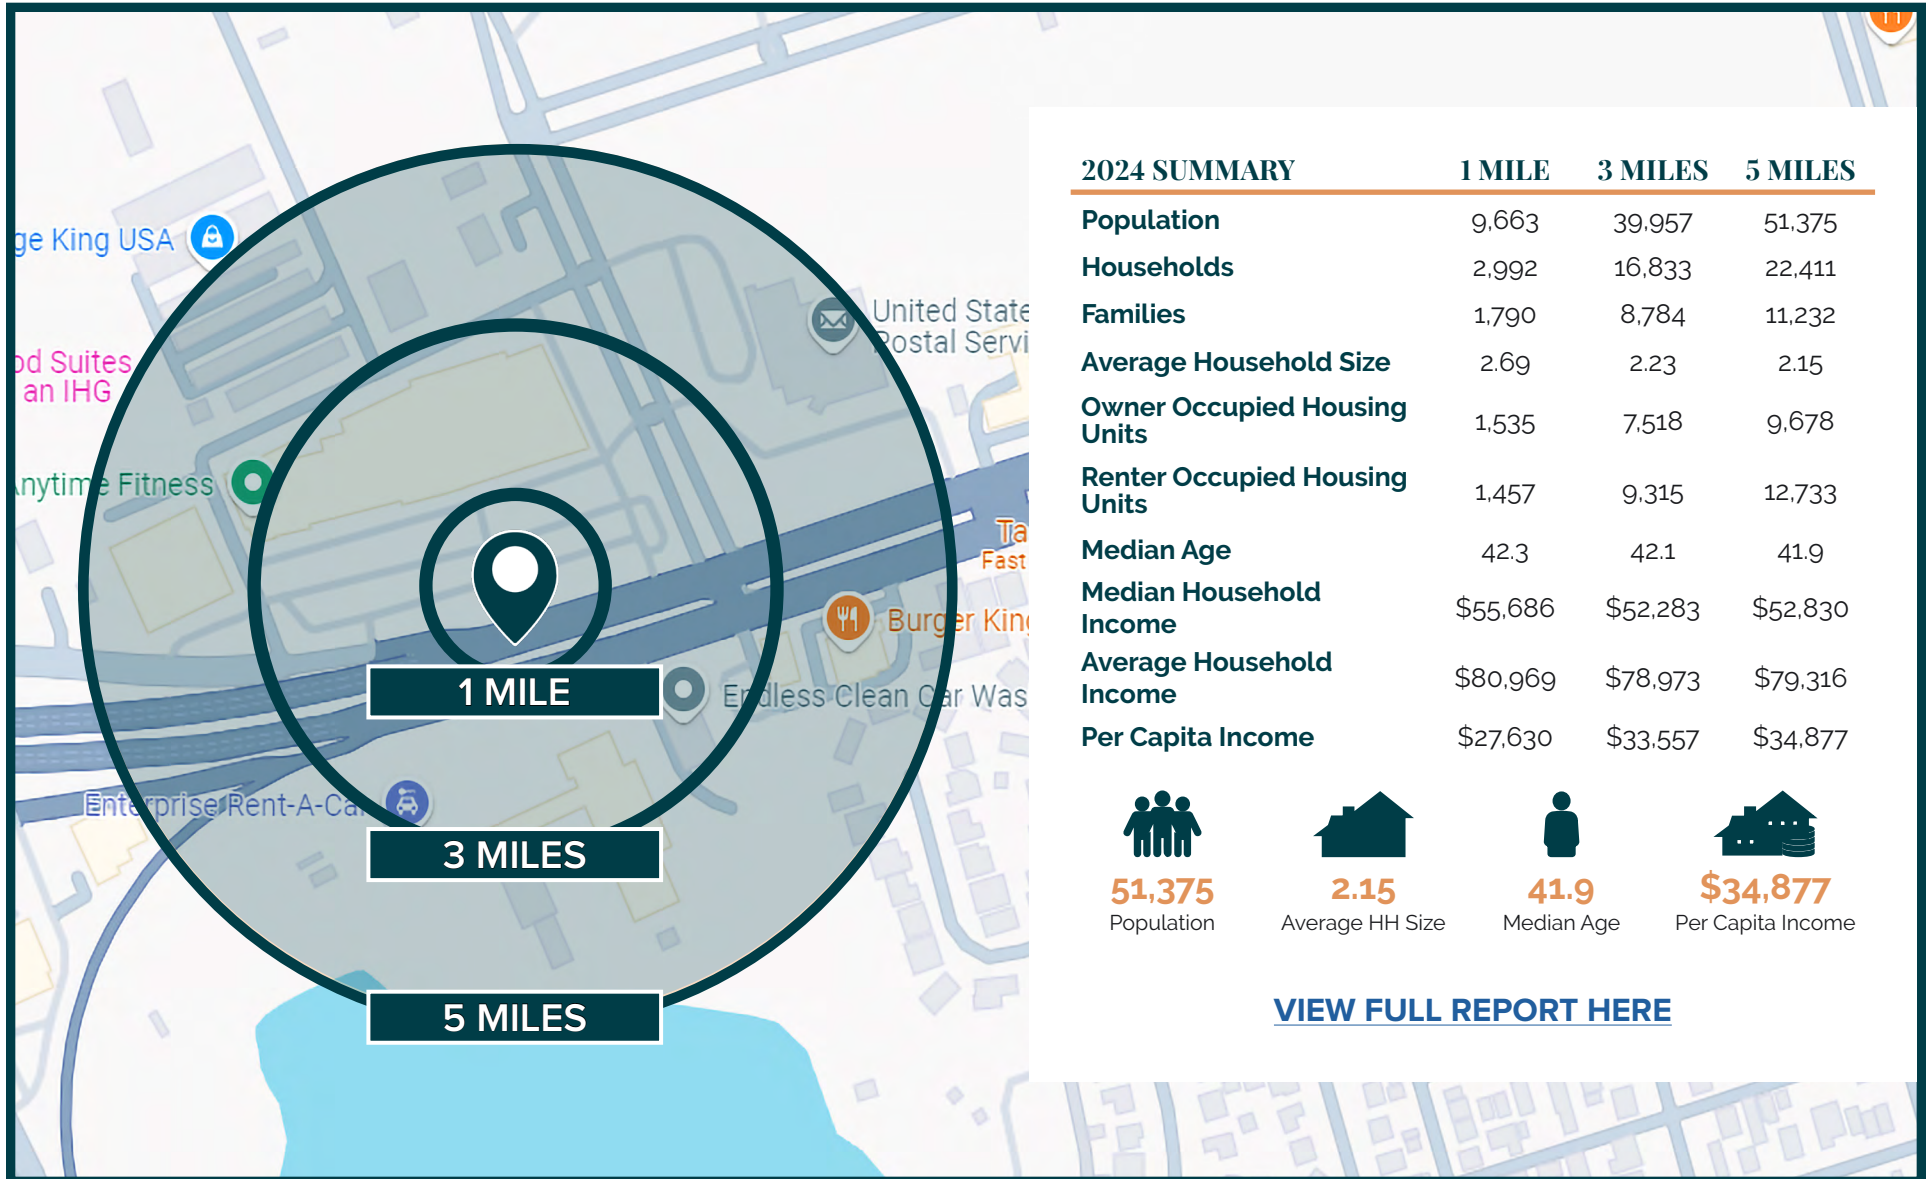 ge King USA
od Suites
an IHG
Anytime Fitness
United State
Postal Servi
Ta
Fast
Burger King
Endless Clean Car Was
Enterprise Rent-A-Car
1 MILE
3 MILES
5 MILES
2024 SUMMARY 1 MILE 3 MILES 5 MILES
Population 9,663 39,957 51,375
Households 2,992 16,833 22,411
Families 1,790 8,784 11,232
Average Household Size 2.69 2.23 2.15
Owner Occupied Housing
Units 1,535 7,518 9,678
Renter Occupied Housing
Units 1,457 9,315 12,733
Median Age 42.3 42.1 41.9
Median Household
Income $55,686 $52,283 $52,830
Average Household
Income $80,969 $78,973 $79,316
Per Capita Income $27,630 $33,557 $34,877
51,375 2.15 41.9 $34,877
Population Average HH Size Median Age Per Capita Income
VIEW FULL REPORT HERE